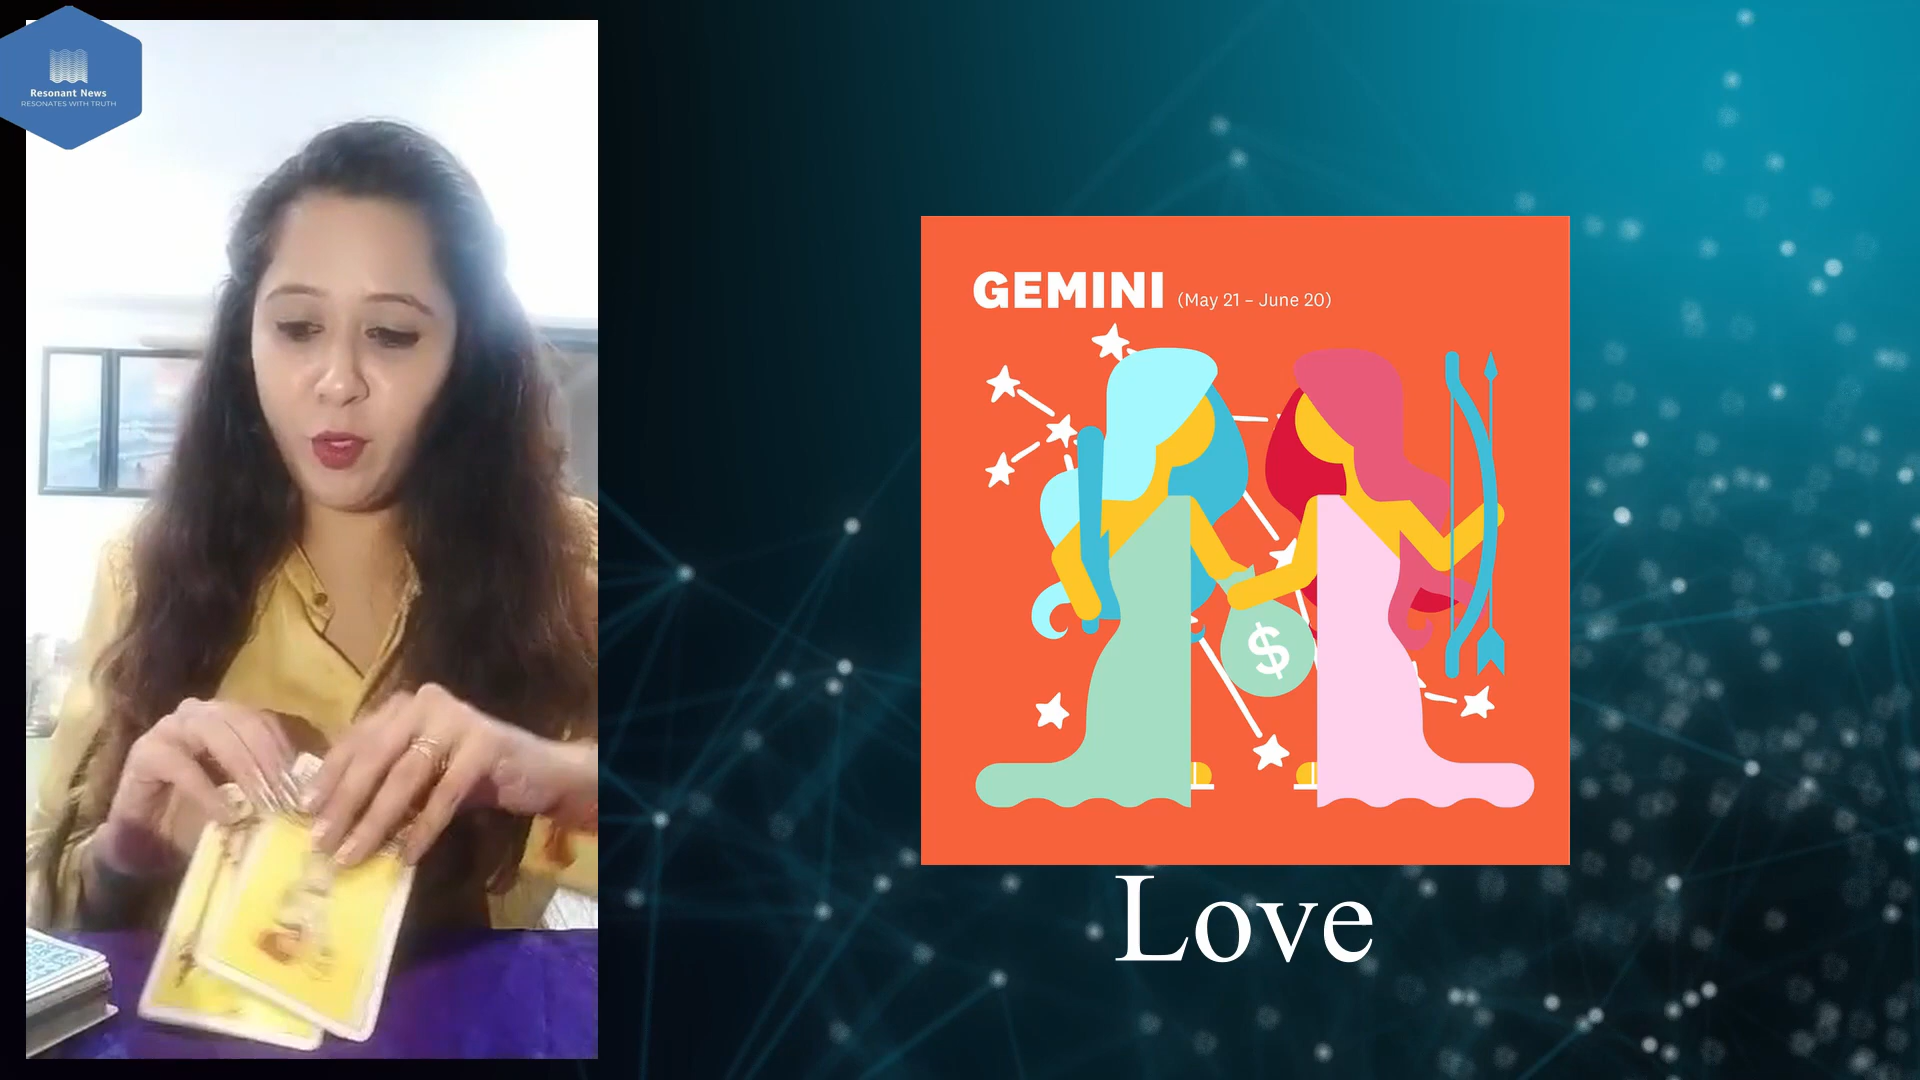 Resonant News
RESONATES WITH TRUTH
GEMINI (May 21 – June 20)
$
Love